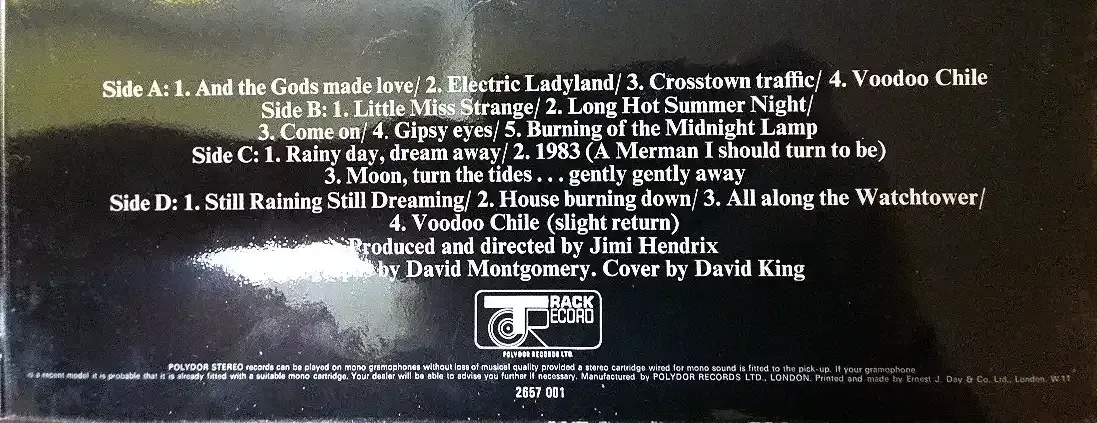 Side A: 1. And the Gods made love/ 2. Electric Ladyland/ 3. Crosstown traffic/ 4. Voodoo Chile
Side B: 1. Little Miss Strange/ 2. Long Hot Summer Night/
3. Come on/ 4. Gipsy eyes/ 5. Burning of the Midnight Lamp
Side C: 1. Rainy day, dream away/ 2. 1983 (A Merman I should turn to be)
3. Moon, turn the tides . . . gently gently away
Side D: 1. Still Raining Still Dreaming/ 2. House burning down/ 3. All along the Watchtower/
4. Voodoo Chile (slight return)
Produced and directed by Jimi Hendrix
by David Montgomery. Cover by David King
TRACK
RECORD
POLYDOR RECORDS LTD.
POLYDOR STEREO records can be played on mono gramophones without loss of musical quality provided a stereo cartridge wired for mono sound is fitted to the pick-up. If your gramophone
is a recent model it is probable that it is already fitted with a suitable mono cartridge. Your dealer will be able to advise you further if necessary. Manufactured by POLYDOR RECORDS LTD., LONDON. Printed and made by Ernest J. Day & Co. Ltd., London. W.1
2657 001